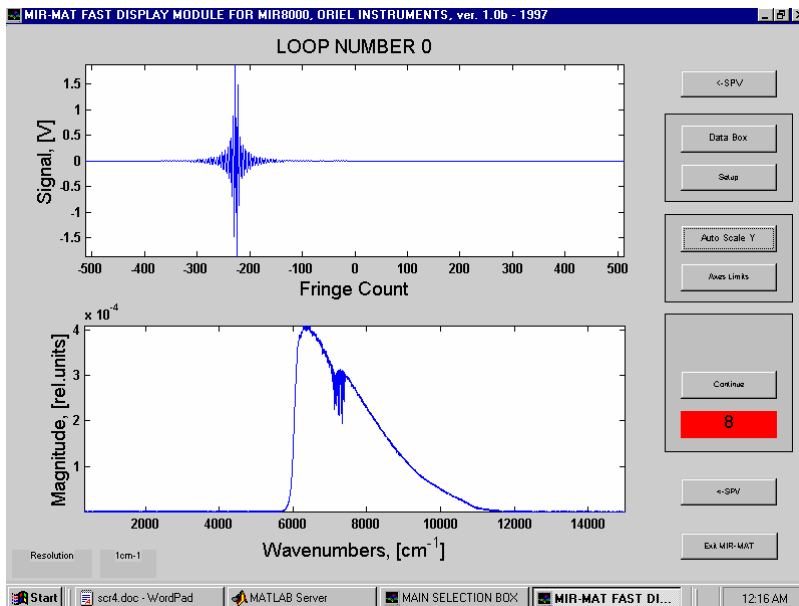 MIR-MAT FAST DISPLAY MODULE FOR MIR8000, ORIEL INSTRUMENTS, ver. 1.0b - 1997
LOOP NUMBER 0
Signal, [V]
1.5
1
0.5
0
-0.5
-1
-1.5
-500 -400 -300 -200 -100 0 100 200 300 400 500
Fringe Count
<-SPV
Data Box
Setup
Auto Scale Y
Axes Limits
x 10-4
Magnitude, [rel.units]
4
3
2
1
2000 4000 6000 8000 10000 12000 14000
Wavenumbers, [cm-1]
Continue
8
<-SPV
Exit MIR-MAT
Resolution 1cm-1
Start scr4.doc - WordPad MATLAB Server MAIN SELECTION BOX MIR-MAT FAST DI... 12:16 AM